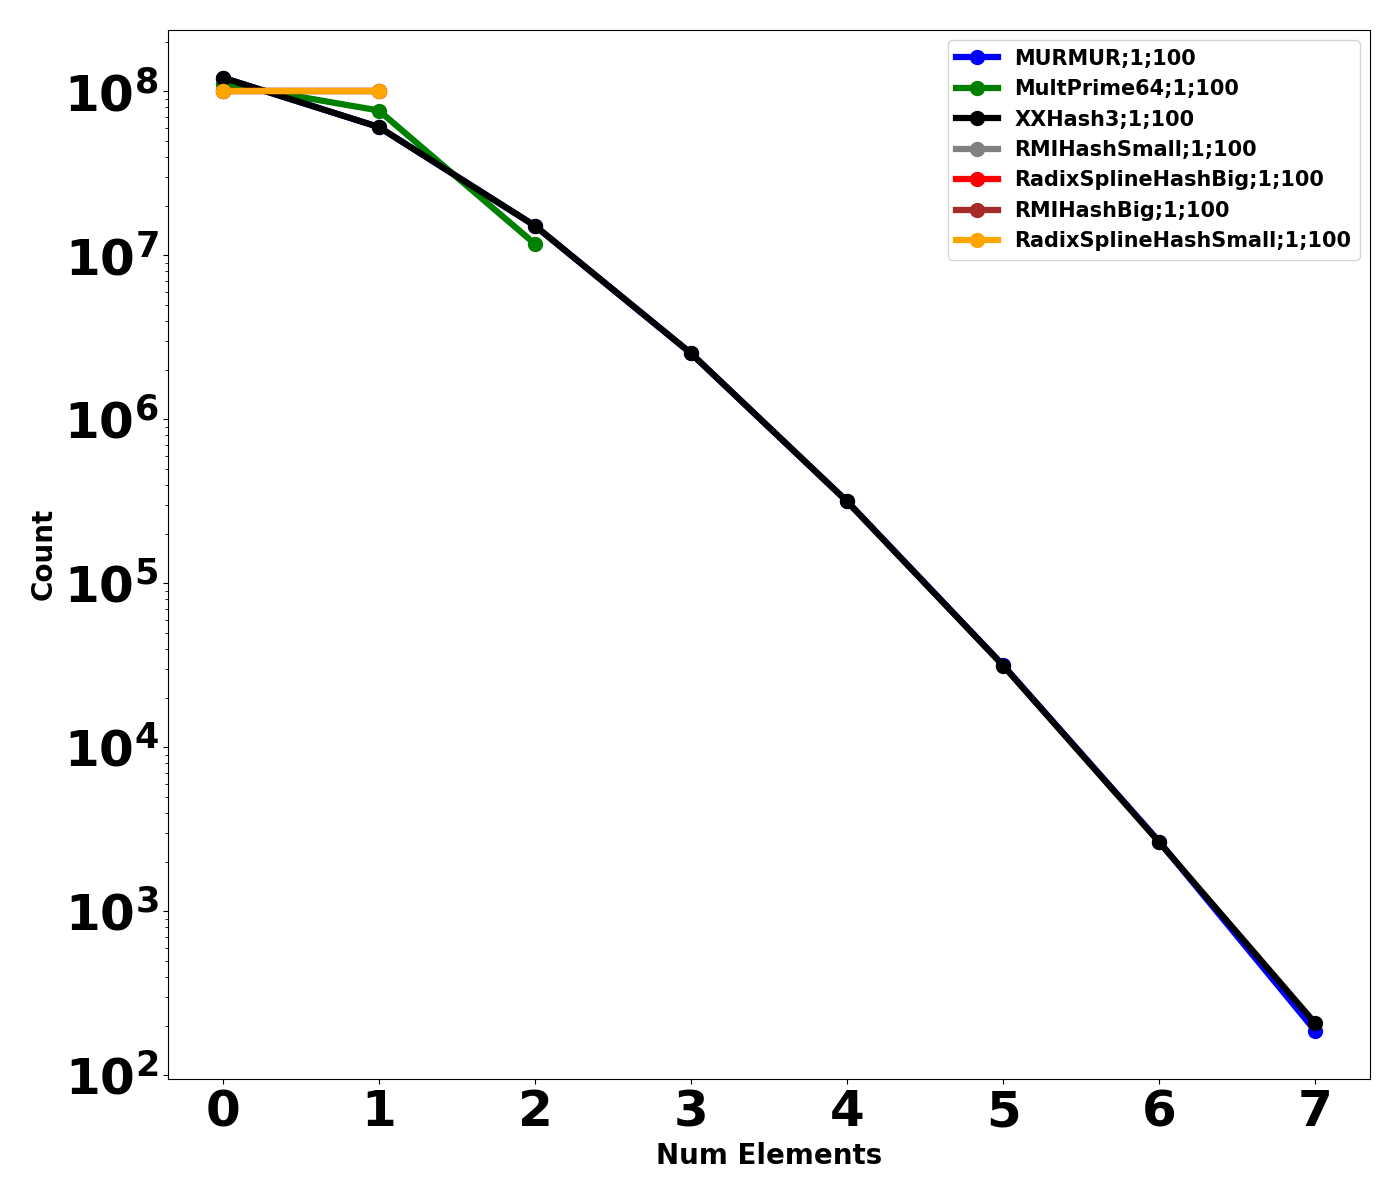 MURMUR;1;100
MultPrime64;1;100
XXHash3;1;100
RMIHashSmall;1;100
RadixSplineHashBig;1;100
RMIHashBig;1;100
RadixSplineHashSmall;1;100
10^8
10^7
10^6
10^5
10^4
10^3
10^2
Count
0 1 2 3 4 5 6 7
Num Elements